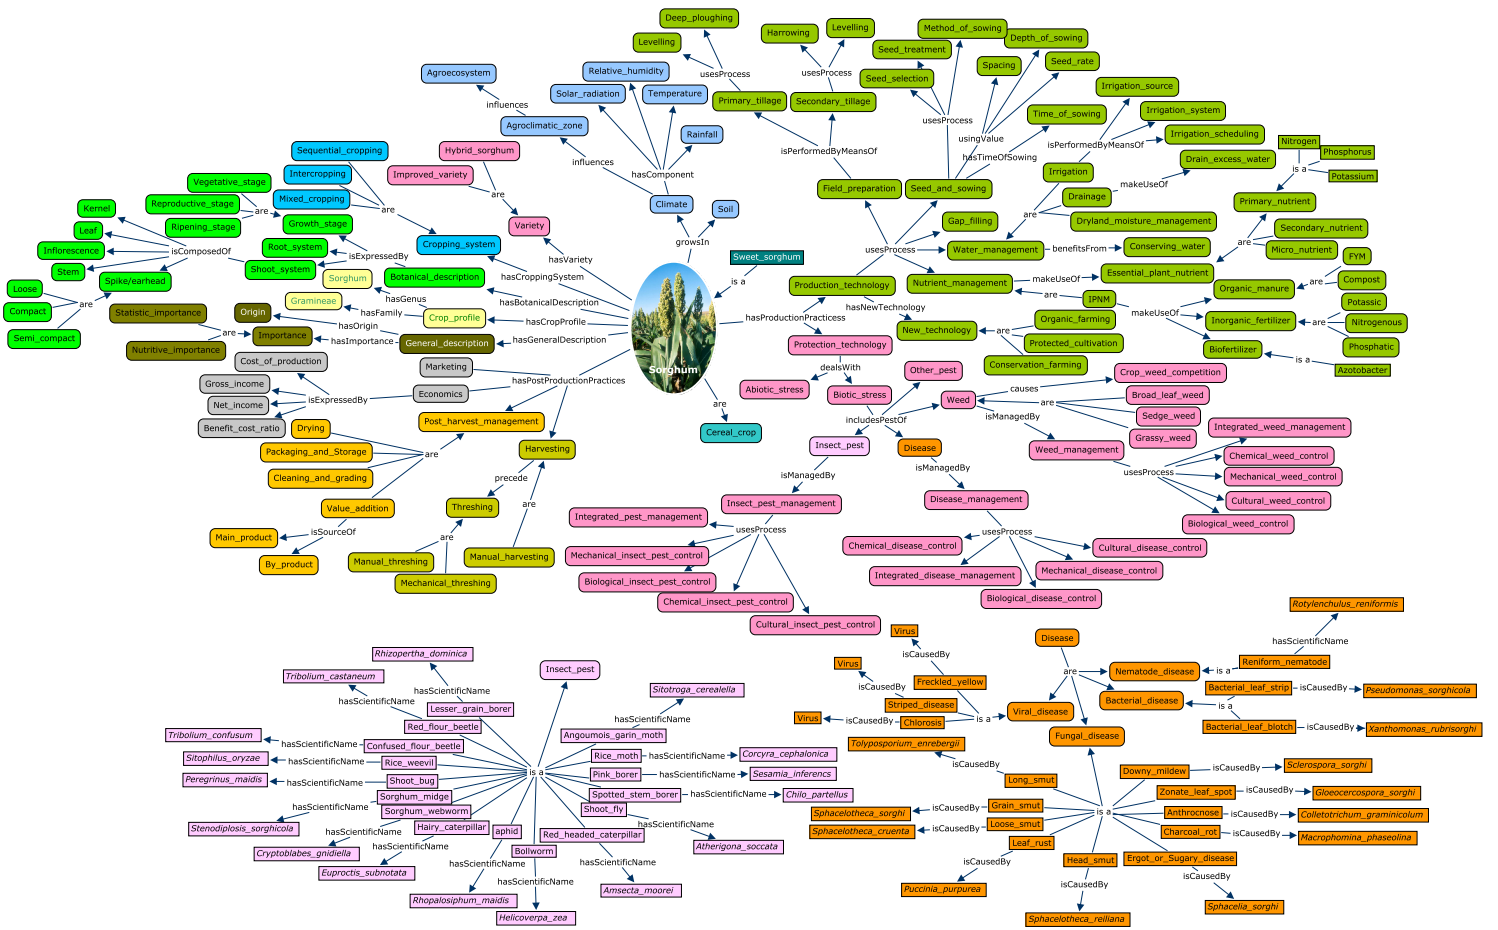 Deep_ploughing
Levelling
usesProcess
Primary_tillage
Harrowing
Levelling
usesProcess
Secondary_tillage
isPerformedByMeansOf
Field_preparation
Method_of_sowing
Depth_of_sowing
Seed_treatment
Seed_selection
Spacing
Seed_rate
usesProcess
usingValue
Time_of_sowing
hasTimeOfSowing
Seed_and_sowing
Irrigation_source
Irrigation_system
Irrigation_scheduling
isPerformedByMeansOf
Irrigation
Drain_excess_water
makeUseOf
Drainage
are
Dryland_moisture_management
Gap_filling
usesProcess
Water_management
benefitsFrom
Conserving_water
Nitrogen
Phosphorus
is a
Potassium
Primary_nutrient
Secondary_nutrient
are
Micro_nutrient
Essential_plant_nutrient
makeUseOf
Nutrient_management
are
IPNM
makeUseOf
FYM
Compost
are
Organic_manure
Potassic
Inorganic_fertilizer
are
Nitrogenous
Phosphatic
Biofertilizer
is a
Azotobacter
Production_technology
hasNewTechnology
New_technology
are
Organic_farming
Protected_cultivation
Conservation_farming
Agroecosystem
influences
Agroclimatic_zone
influences
Relative_humidity
Solar_radiation
Temperature
Rainfall
hasComponent
Climate
Soil
growsIn
Sweet_sorghum
is a
Hybrid_sorghum
Improved_variety
are
Variety
hasVariety
Sequential_cropping
Intercropping
Mixed_cropping
are
Cropping_system
hasCroppingSystem
Vegetative_stage
Reproductive_stage
are
Ripening_stage
Growth_stage
Kernel
Leaf
Inflorescence
Stem
Spike/earhead
isComposedOf
Root_system
isExpressedBy
Shoot_system
Botanical_description
hasBotanicalDescription
Loose
Compact
are
Semi_compact
Sorghum
hasGenus
Gramineae
hasFamily
Crop_profile
hasCropProfile
Statistic_importance
are
Nutritive_importance
Origin
hasOrigin
Importance
hasImportance
General_description
hasGeneralDescription
Sorghum
hasProductionPracticess
Protection_technology
dealsWith
Abiotic_stress
Biotic_stress
includesPestOf
Other_pest
Weed
causes
Crop_weed_competition
Broad_leaf_weed
are
Sedge_weed
Grassy_weed
isManagedBy
Weed_management
usesProcess
Integrated_weed_management
Chemical_weed_control
Mechanical_weed_control
Cultural_weed_control
Biological_weed_control
are
Cereal_crop
Cost_of_production
Gross_income
Net_income
Benefit_cost_ratio
isExpressedBy
Marketing
Economics
hasPostProductionPractices
Post_harvest_management
Drying
Packaging_and_Storage
are
Cleaning_and_grading
Value_addition
isSourceOf
Main_product
By_product
Harvesting
precede
Threshing
are
Manual_threshing
Mechanical_threshing
are
Manual_harvesting
Insect_pest
isManagedBy
Insect_pest_management
usesProcess
Integrated_pest_management
Mechanical_insect_pest_control
Biological_insect_pest_control
Chemical_insect_pest_control
Cultural_insect_pest_control
Disease
isManagedBy
Disease_management
usesProcess
Chemical_disease_control
Integrated_disease_management
Cultural_disease_control
Mechanical_disease_control
Biological_disease_control
Insect_pest
is a
Rhizopertha_dominica
hasScientificName
Lesser_grain_borer
Tribolium_castaneum
hasScientificName
Red_flour_beetle
Tribolium_confusum
hasScientificName
Confused_flour_beetle
Sitophilus_oryzae
hasScientificName
Rice_weevil
Peregrinus_maidis
hasScientificName
Shoot_bug
Sorghum_midge
hasScientificName
Stenodiplosis_sorghicola
Sorghum_webworm
hasScientificName
Cryptoblabes_gnidiella
Hairy_caterpillar
hasScientificName
Euproctis_subnotata
aphid
hasScientificName
Rhopalosiphum_maidis
Bollworm
hasScientificName
Helicoverpa_zea
Red_headed_caterpillar
hasScientificName
Amsecta_moorei
Shoot_fly
hasScientificName
Atherigona_soccata
Spotted_stem_borer
hasScientificName
Chilo_partellus
Pink_borer
hasScientificName
Sesamia_inferencs
Rice_moth
hasScientificName
Corcyra_cephalonica
Angoumois_garin_moth
hasScientificName
Sitotroga_cerealella
Disease
are
Nematode_disease
is a
Reniform_nematode
hasScientificName
Rotylenchulus_reniformis
Bacterial_disease
is a
Bacterial_leaf_strip
isCausedBy
Pseudomonas_sorghicola
Bacterial_leaf_blotch
isCausedBy
Xanthomonas_rubrisorghi
Viral_disease
is a
Virus
isCausedBy
Freckled_yellow
Virus
isCausedBy
Striped_disease
Virus
isCausedBy
Chlorosis
Fungal_disease
is a
Tolyposporium_enrebergii
isCausedBy
Long_smut
Sphacelotheca_sorghi
isCausedBy
Grain_smut
Sphacelotheca_cruenta
isCausedBy
Loose_smut
Leaf_rust
isCausedBy
Puccinia_purpurea
Head_smut
isCausedBy
Sphacelotheca_reiliana
Ergot_or_Sugary_disease
isCausedBy
Sphacelia_sorghi
Charcoal_rot
isCausedBy
Macrophomina_phaseolina
Anthrocnose
isCausedBy
Colletotrichum_graminicolum
Zonate_leaf_spot
isCausedBy
Gloeocercospora_sorghi
Downy_mildew
isCausedBy
Sclerospora_sorghi